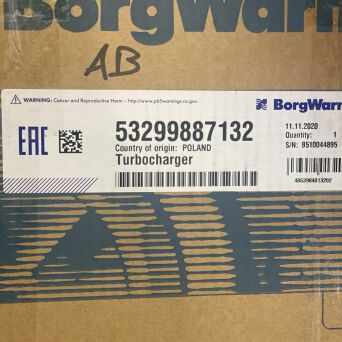 BorgWarn
AB
WARNING: Cancer and Reproductive Harm - http://www.p65warnings.ca.gov
BorgWarn
EAC
53299887132
Country of origin: POLAND
Turbocharger
11.11.2020
Quantity: 1
S/N: 8510044895
4063984013202